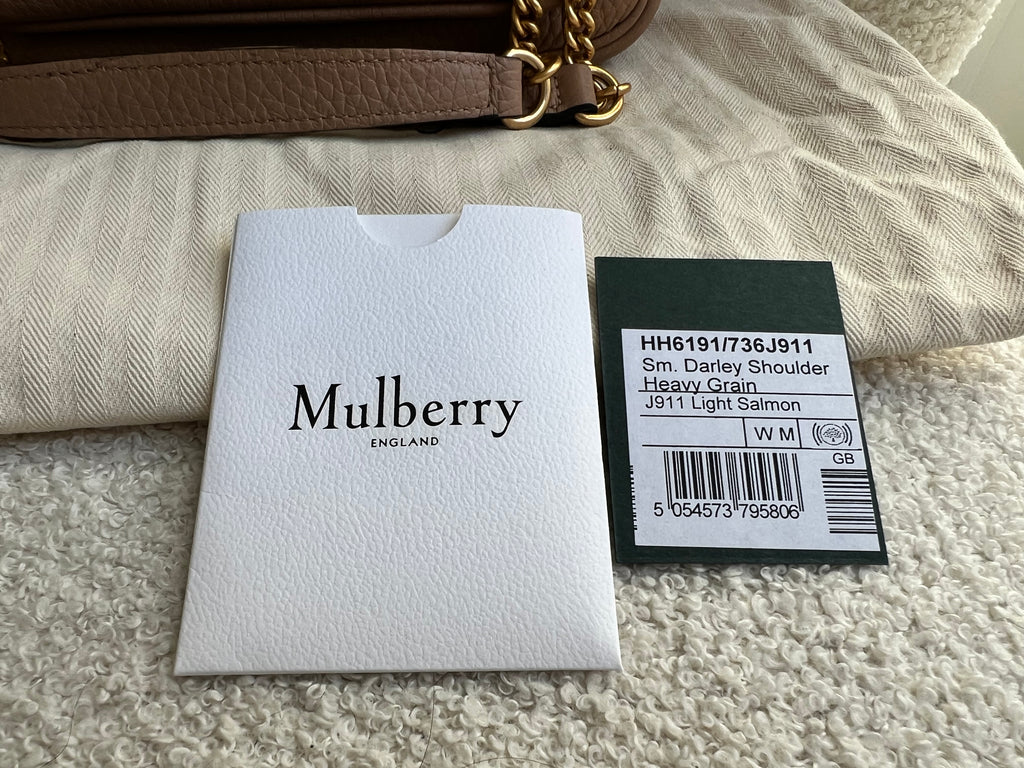 Mulberry
ENGLAND
HH6191/736J911
Sm. Darley Shoulder
Heavy Grain
J911 Light Salmon
W M
GB
5 054573 795806